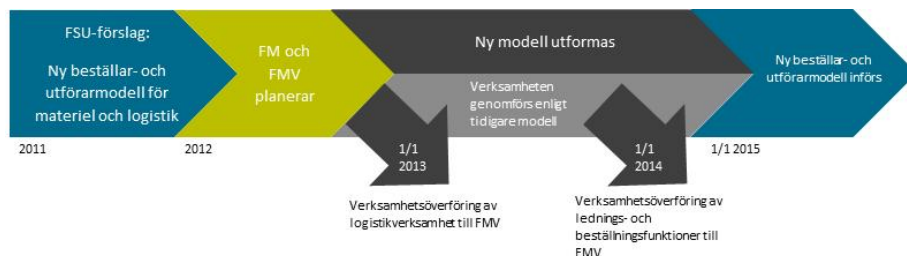 FSU-förslag:
Ny beställar- och
utförarmodell för
materiel och logistik
FM och
FMV
planerar
Ny modell utformas
Verksamheten
genomförs enligt
tidigare modell
Ny beställar- och
utförarmodell införs
2011
2012
1/1
2013
1/1
2014
1/1 2015
Verksamhetsöverföring av
logistikverksamhet till FMV
Verksamhetsöverföring av
lednings- och
beställningsfunktioner till
FMV